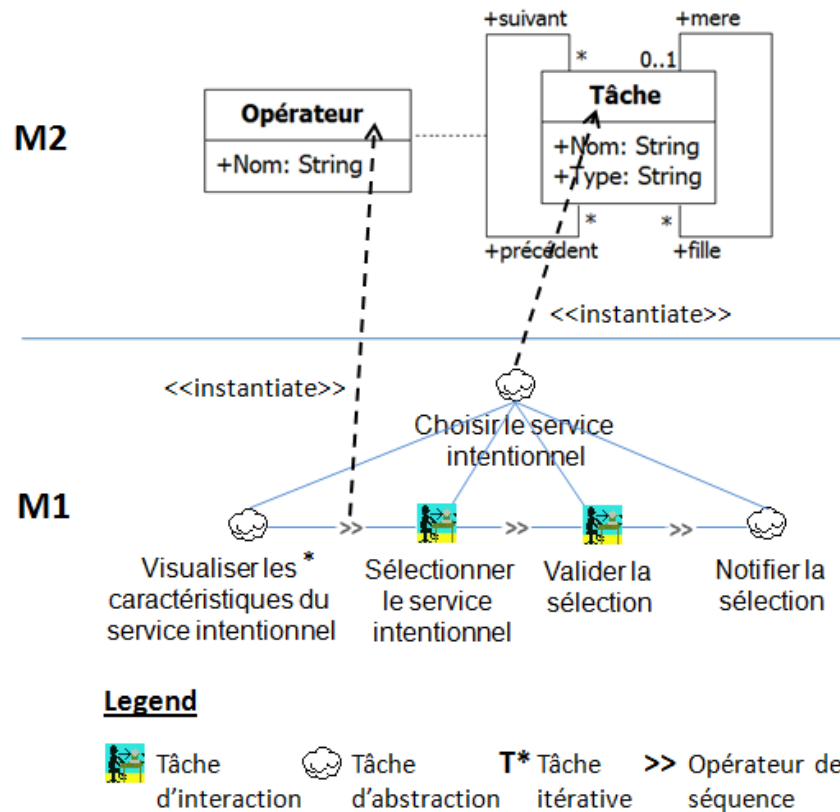 +suivant
+mere
*
0..1
M2
Opérateur
+Nom: String
Tâche
+Nom: String
+Type: String
*
*
+précédent
+fille
<<instantiate>>
<<instantiate>>
M1
Choisir le service
intentionnel
>>
>>
>>
Visualiser les *
caractéristiques du
service intentionnel
Sélectionner
le service
intentionnel
Valider la
sélection
Notifier la
sélection
Legend
Tâche
d'interaction
Tâche
d'abstraction
T* Tâche
itérative
>> Opérateur de
séquence